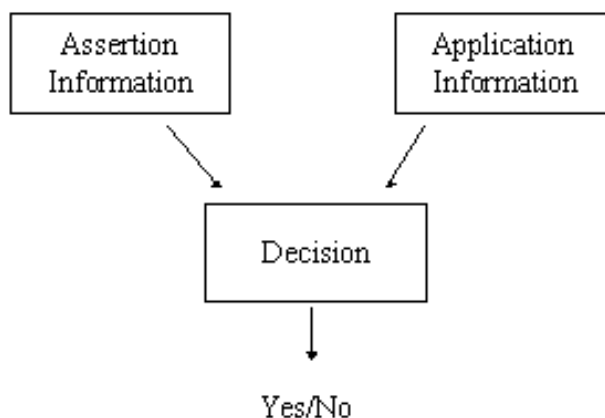 Assertion
Information
Application
Information
Decision
Yes/No